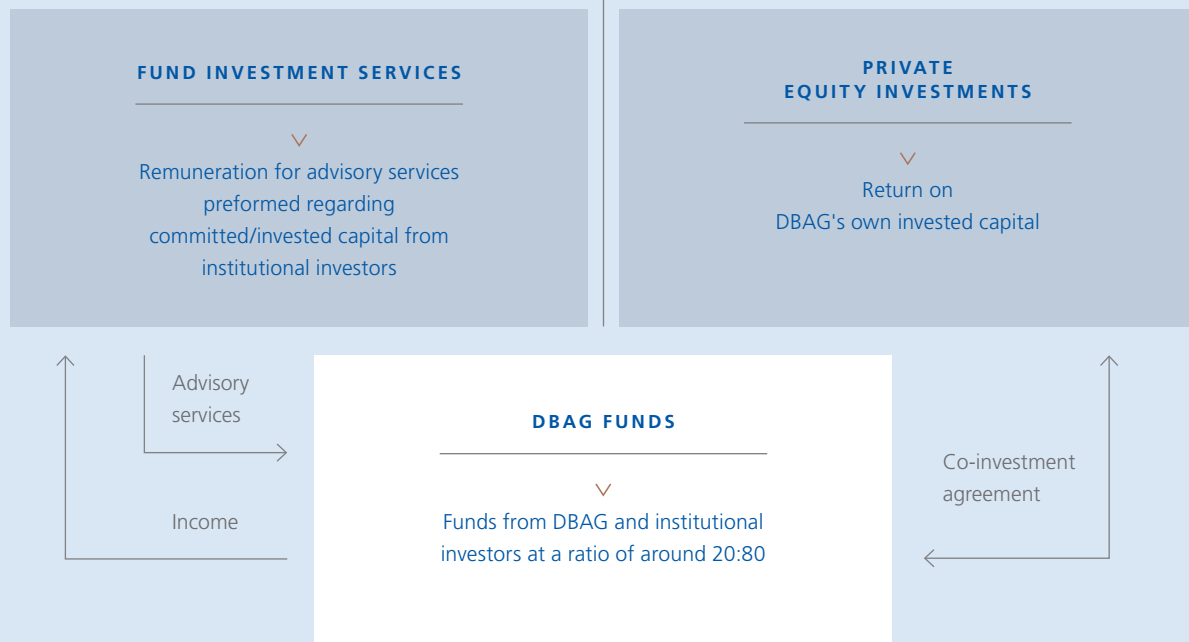 FUND INVESTMENT SERVICES
Remuneration for advisory services
preformed regarding
committed/invested capital from
institutional investors
PRIVATE
EQUITY INVESTMENTS
Return on
DBAG's own invested capital
Advisory
services
Income
DBAG FUNDS
Funds from DBAG and institutional
investors at a ratio of around 20:80
Co-investment
agreement